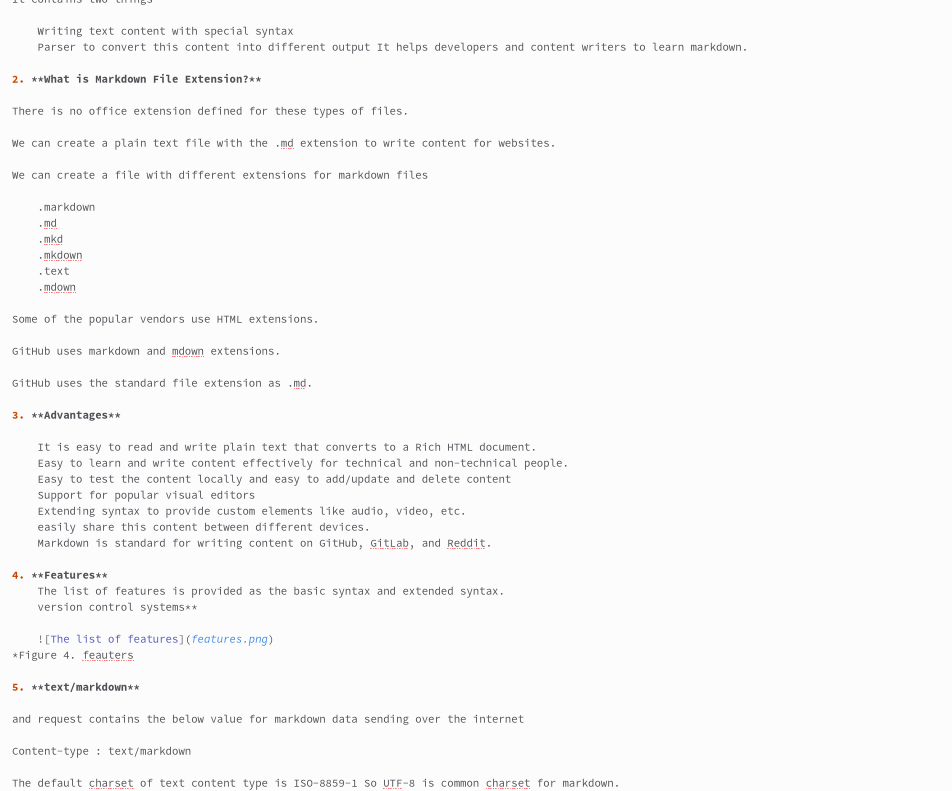 It contains two things
Writing text content with special syntax
Parser to convert this content into different output It helps developers and content writers to learn markdown.
2. **What is Markdown File Extension?**
There is no office extension defined for these types of files.
We can create a plain text file with the .md extension to write content for websites.
We can create a file with different extensions for markdown files
.markdown
.md
.mkd
.mkdown
.text
.mdown
Some of the popular vendors use HTML extensions.
GitHub uses markdown and mdown extensions.
GitHub uses the standard file extension as .md.
3. **Advantages**
It is easy to read and write plain text that converts to a Rich HTML document.
Easy to learn and write content effectively for technical and non-technical people.
Easy to test the content locally and easy to add/update and delete content
Support for popular visual editors
Extending syntax to provide custom elements like audio, video, etc.
easily share this content between different devices.
Markdown is standard for writing content on GitHub, GitLab, and Reddit.
4. **Features**
The list of features is provided as the basic syntax and extended syntax.
version control systems**
![The list of features](features.png)
*Figure 4. feauters
5. **text/markdown**
and request contains the below value for markdown data sending over the internet
Content-type : text/markdown
The default charset of text content type is ISO-8859-1 So UTF-8 is common charset for markdown.